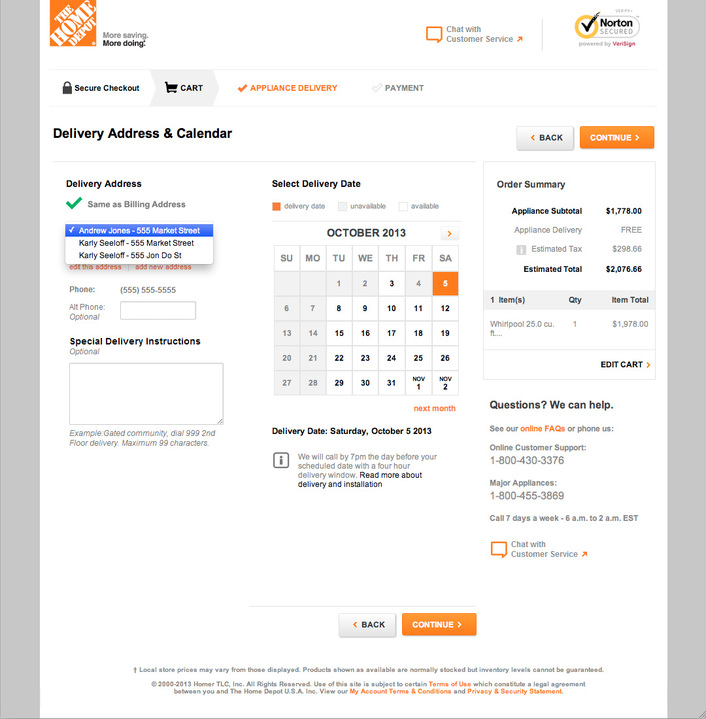 THE HOME DEPOT
More saving.
More doing.
Chat with
Customer Service
Norton
SECURED
powered by VeriSign
Secure Checkout
CART
APPLIANCE DELIVERY
PAYMENT
Delivery Address & Calendar
BACK
CONTINUE
Delivery Address
Same as Billing Address
Andrew Jones - 555 Market Street
Karly Seeloff - 555 Market Street
Karly Seeloff - 555 Jon Do St
edit this address | add new address
Phone: (555) 555-5555
Alt Phone:
Optional
Special Delivery Instructions
Optional
Example:Gated community, dial 999 2nd
Floor delivery. Maximum 99 characters.
Select Delivery Date
delivery date unavailable available
OCTOBER 2013
SU MO TU WE TH FR SA
1 2 3 4 5
6 7 8 9 10 11 12
13 14 15 16 17 18 19
20 21 22 23 24 25 26
27 28 29 30 31 NOV 1 NOV 2
next month
Delivery Date: Saturday, October 5 2013
We will call by 7pm the day before your
scheduled date with a four hour
delivery window. Read more about
delivery and installation
Order Summary
Appliance Subtotal $1,778.00
Appliance Delivery FREE
Estimated Tax $298.66
Estimated Total $2,076.66
1 Item(s) Qty Item Total
Whirlpool 25.0 cu. 1 $1,978.00
ft....
EDIT CART
Questions? We can help.
See our online FAQs or phone us:
Online Customer Support:
1-800-430-3376
Major Appliances:
1-800-455-3869
Call 7 days a week - 6 a.m. to 2 a.m. EST
Chat with
Customer Service
BACK
CONTINUE
† Local store prices may vary from those displayed. Products shown as available are normally stocked but inventory levels cannot be guaranteed.
© 2000-2013 Homer TLC, Inc. All Rights Reserved. Use of this site is subject to certain Terms of Use which constitute a legal agreement
between you and The Home Depot U.S.A. Inc. View our My Account Terms & Conditions and Privacy & Security Statement.